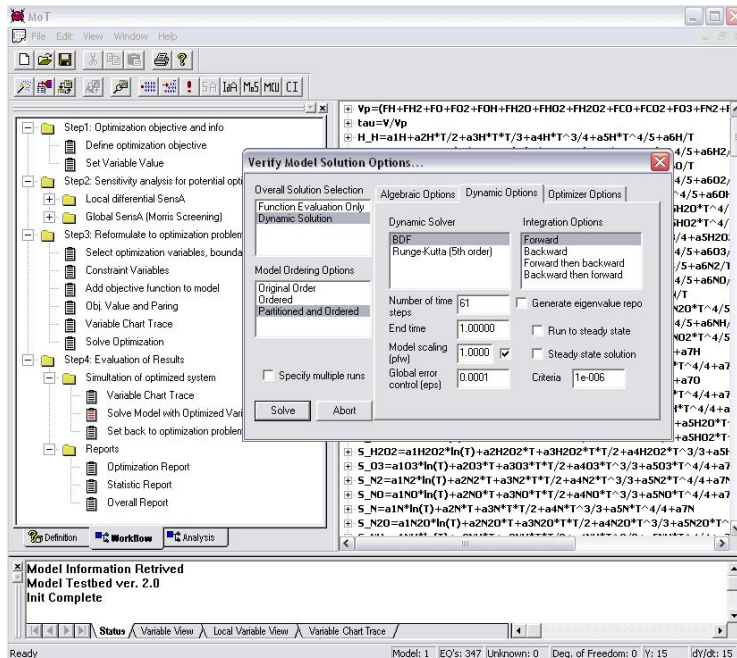 MoT
File Edit View Window Help
SA IAA MoS MCU CI
Step1: Optimization objective and info
Define optimization objective
Set Variable Value
Step2: Sensitivity analysis for potential opti
Local differential SensA
Global SensA (Morris Screening)
Step3: Reformulate to optimization problem
Select optimization variables, bounda
Constraint Variables
Add objective function to model
Obj. Value and Paring
Variable Chart Trace
Solve Optimization
Step4: Evaluation of Results
Simultation of optimized system
Variable Chart Trace
Solve Model with Optimized Vari
Set back to optimization problem
Reports
Optimization Report
Statistic Report
Overall Report
Definition Workflow Analysis
Vp=(FH+FH2+FO+FO2+FOH+FH2O+FHO2+FH2O2+FCO+FCO2+FO3+FN2+F
tau=V/Vp
H_H=a1H+a2H*T/2+a3H*T*T/3+a4H*T^3/4+a5H*T^4/5+a6H/T
Verify Model Solution Options...
Overall Solution Selection
Function Evaluation Only
Dynamic Solution
Model Ordering Options
Original Order
Ordered
Partitioned and Ordered
Specify multiple runs
Solve Abort
Algebraic Options Dynamic Options Optimizer Options
Dynamic Solver
BDF
Runge-Kutta (5th order)
Integration Options
Forward
Backward
Forward then backward
Backward then forward
Number of time steps 61
Generate eigenvalue repo
End time 1.00000
Run to steady state
Model scaling (pfw) 1.0000
Steady state solution
Global error control (eps) 0.0001
Criteria 1e-006
S_H2O2=a1H2O2*ln(T)+a2H2O2*T+a3H2O2*T*T/2+a4H2O2*T^3/3+a5H
S_O3=a1O3*ln(T)+a2O3*T+a3O3*T*T/2+a4O3*T^3/3+a5O3*T^4/4+a7
S_N2=a1N2*ln(T)+a2N2*T+a3N2*T*T/2+a4N2*T^3/3+a5N2*T^4/4+a7
S_NO=a1NO*ln(T)+a2NO*T+a3NO*T*T/2+a4NO*T^3/3+a5NO*T^4/4+a7
S_N=a1N*ln(T)+a2N*T+a3N*T*T/2+a4N*T^3/3+a5N*T^4/4+a7N
S_N2O=a1N2O*ln(T)+a2N2O*T+a3N2O*T*T/2+a4N2O*T^3/3+a5N2O*T^
Model Information Retrived
Model Testbed ver. 2.0
Init Complete
Status Variable View Local Variable View Variable Chart Trace
Ready Model: 1 EQ's: 347 Unknown: 0 Deg. of Freedom: 0 Y: 15 dY/dt: 15